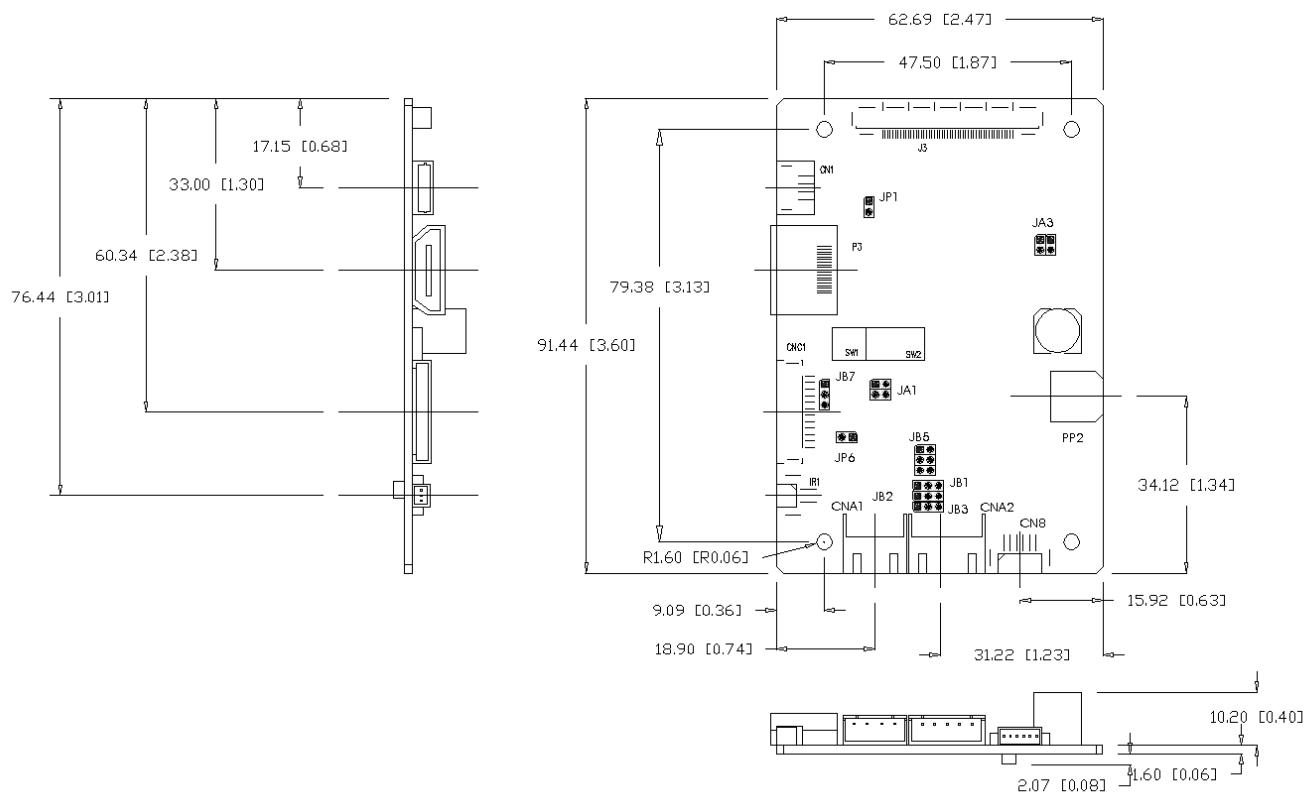 62.69 [2.47]
47.50 [1.87]
17.15 [0.68]
J3
33.00 [1.30]
CN1
JP1
JA3
60.34 [2.38]
P3
76.44 [3.01]
79.38 [3.13]
91.44 [3.60]
CNC1
SW1
SW2
JB7
JA1
PP2
JB5
JP6
IR1
JB1
34.12 [1.34]
CNA1
JB2
JB3
CNA2
CN8
R1.60 [R0.06]
9.09 [0.36]
15.92 [0.63]
18.90 [0.74]
31.22 [1.23]
10.20 [0.40]
1.60 [0.06]
2.07 [0.08]